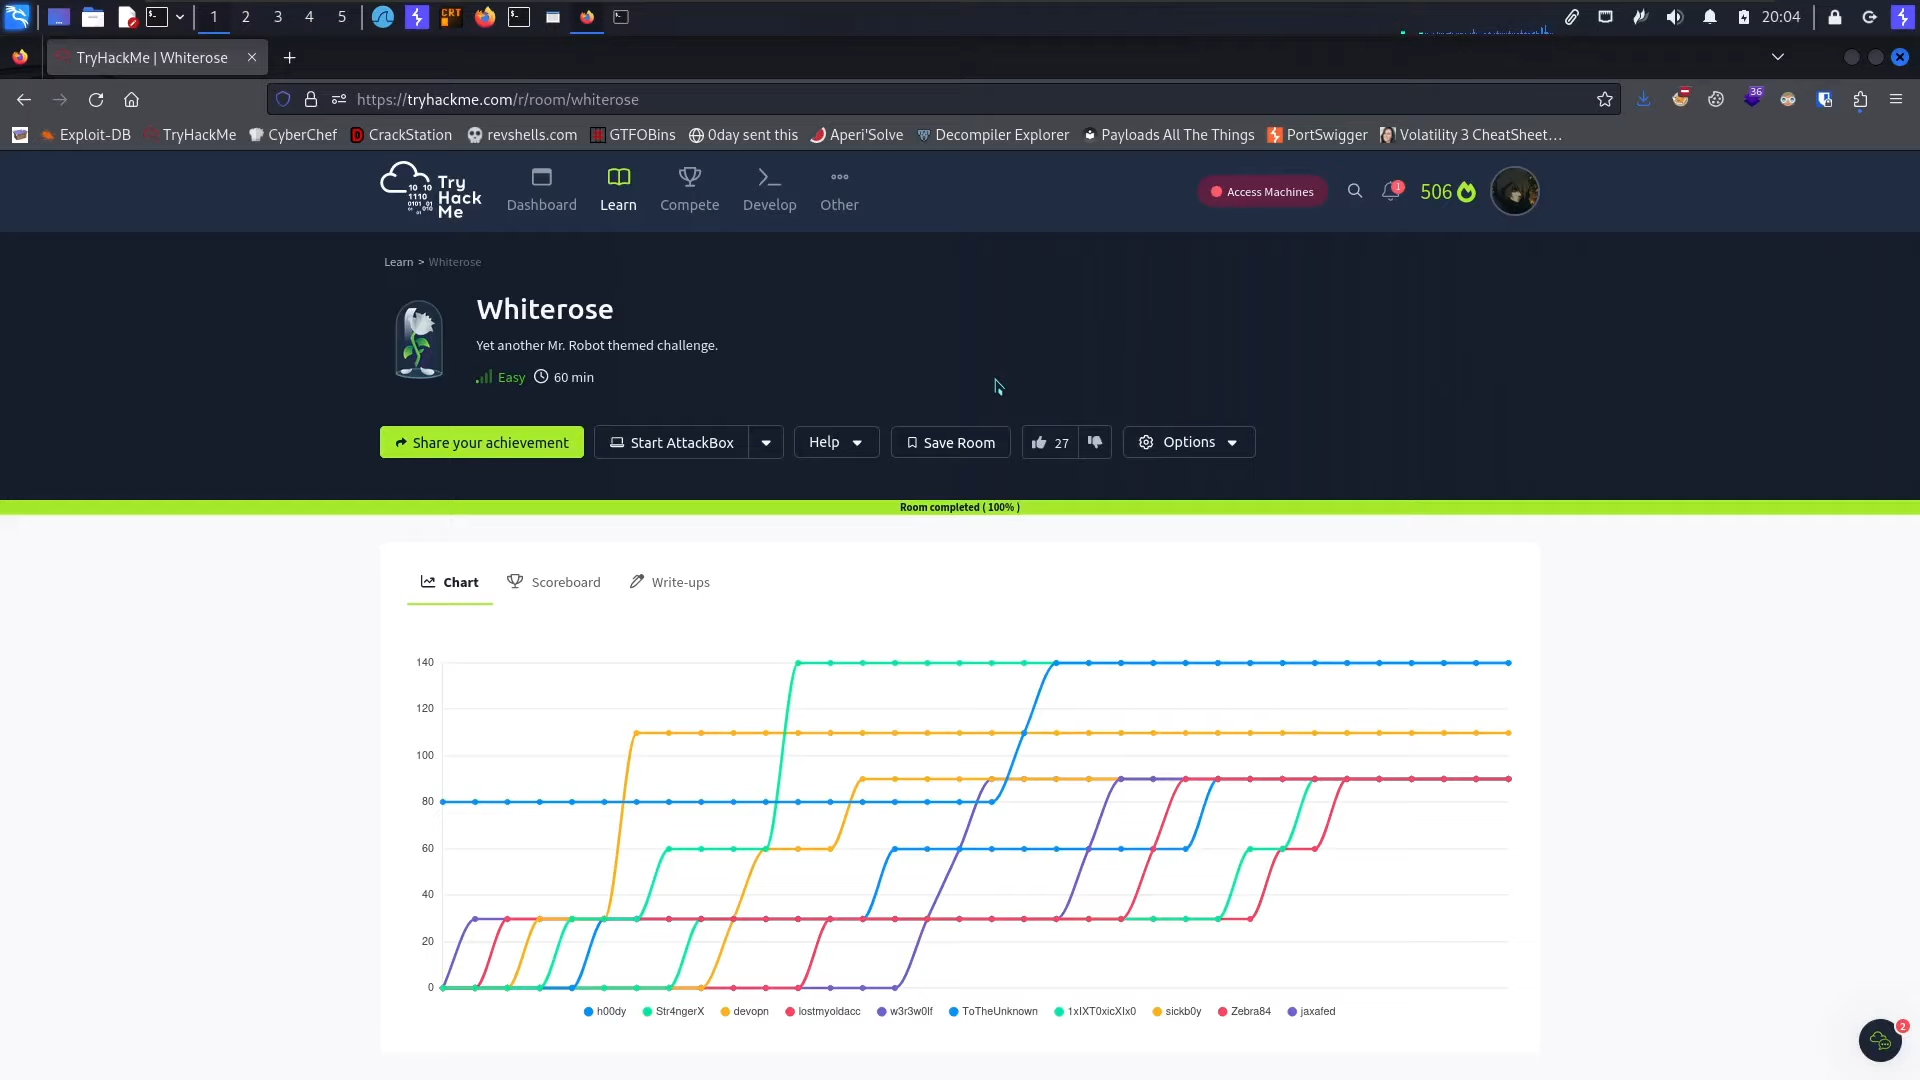 1 2 3 4 5 CRT 20:04
TryHackMe | Whiterose
https://tryhackme.com/r/room/whiterose 36
Exploit-DB TryHackMe CyberChef CrackStation revshells.com GTFOBins 0day sent this Aperi'Solve Decompiler Explorer Payloads All The Things PortSwigger Volatility 3 CheatSheet…
Try
Hack
Me
Dashboard Learn Compete Develop Other
Access Machines 1 506
Learn > Whiterose
Whiterose
Yet another Mr. Robot themed challenge.
Easy 60 min
Share your achievement Start AttackBox Help Save Room 27 Options
Room completed ( 100% )
Chart Scoreboard Write-ups
140
120
100
80
60
40
20
0
h00dy Str4ngerX devopn lostmyoldacc w3r3w0lf ToTheUnknown 1xIXT0xicXIx0 sickb0y Zebra84 jaxafed
2